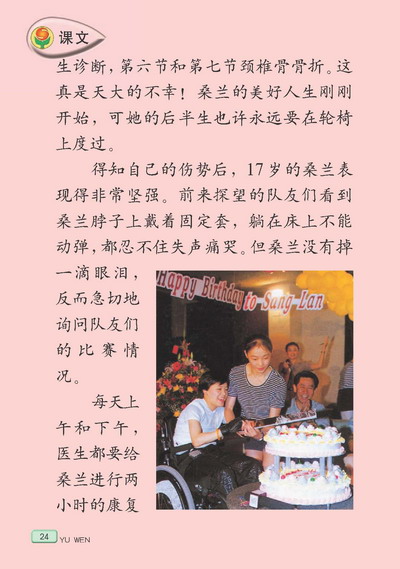 课文
生诊断，第六节和第七节颈椎骨骨折。这
真是天大的不幸！桑兰的美好人生刚刚
开始，可她的后半生也许永远要在轮椅
上度过。
得知自己的伤势后，17岁的桑兰表
现得非常坚强。前来探望的队友们看到
桑兰脖子上戴着固定套，躺在床上不能
动弹，都忍不住失声痛哭。但桑兰没有掉
一滴眼泪，
反而急切地
询问队友们
的比赛情
况。
每天上
午和下午，
医生都要给
桑兰进行两
小时的康复
Happy Birthday to Sang Lan
24
YU WEN